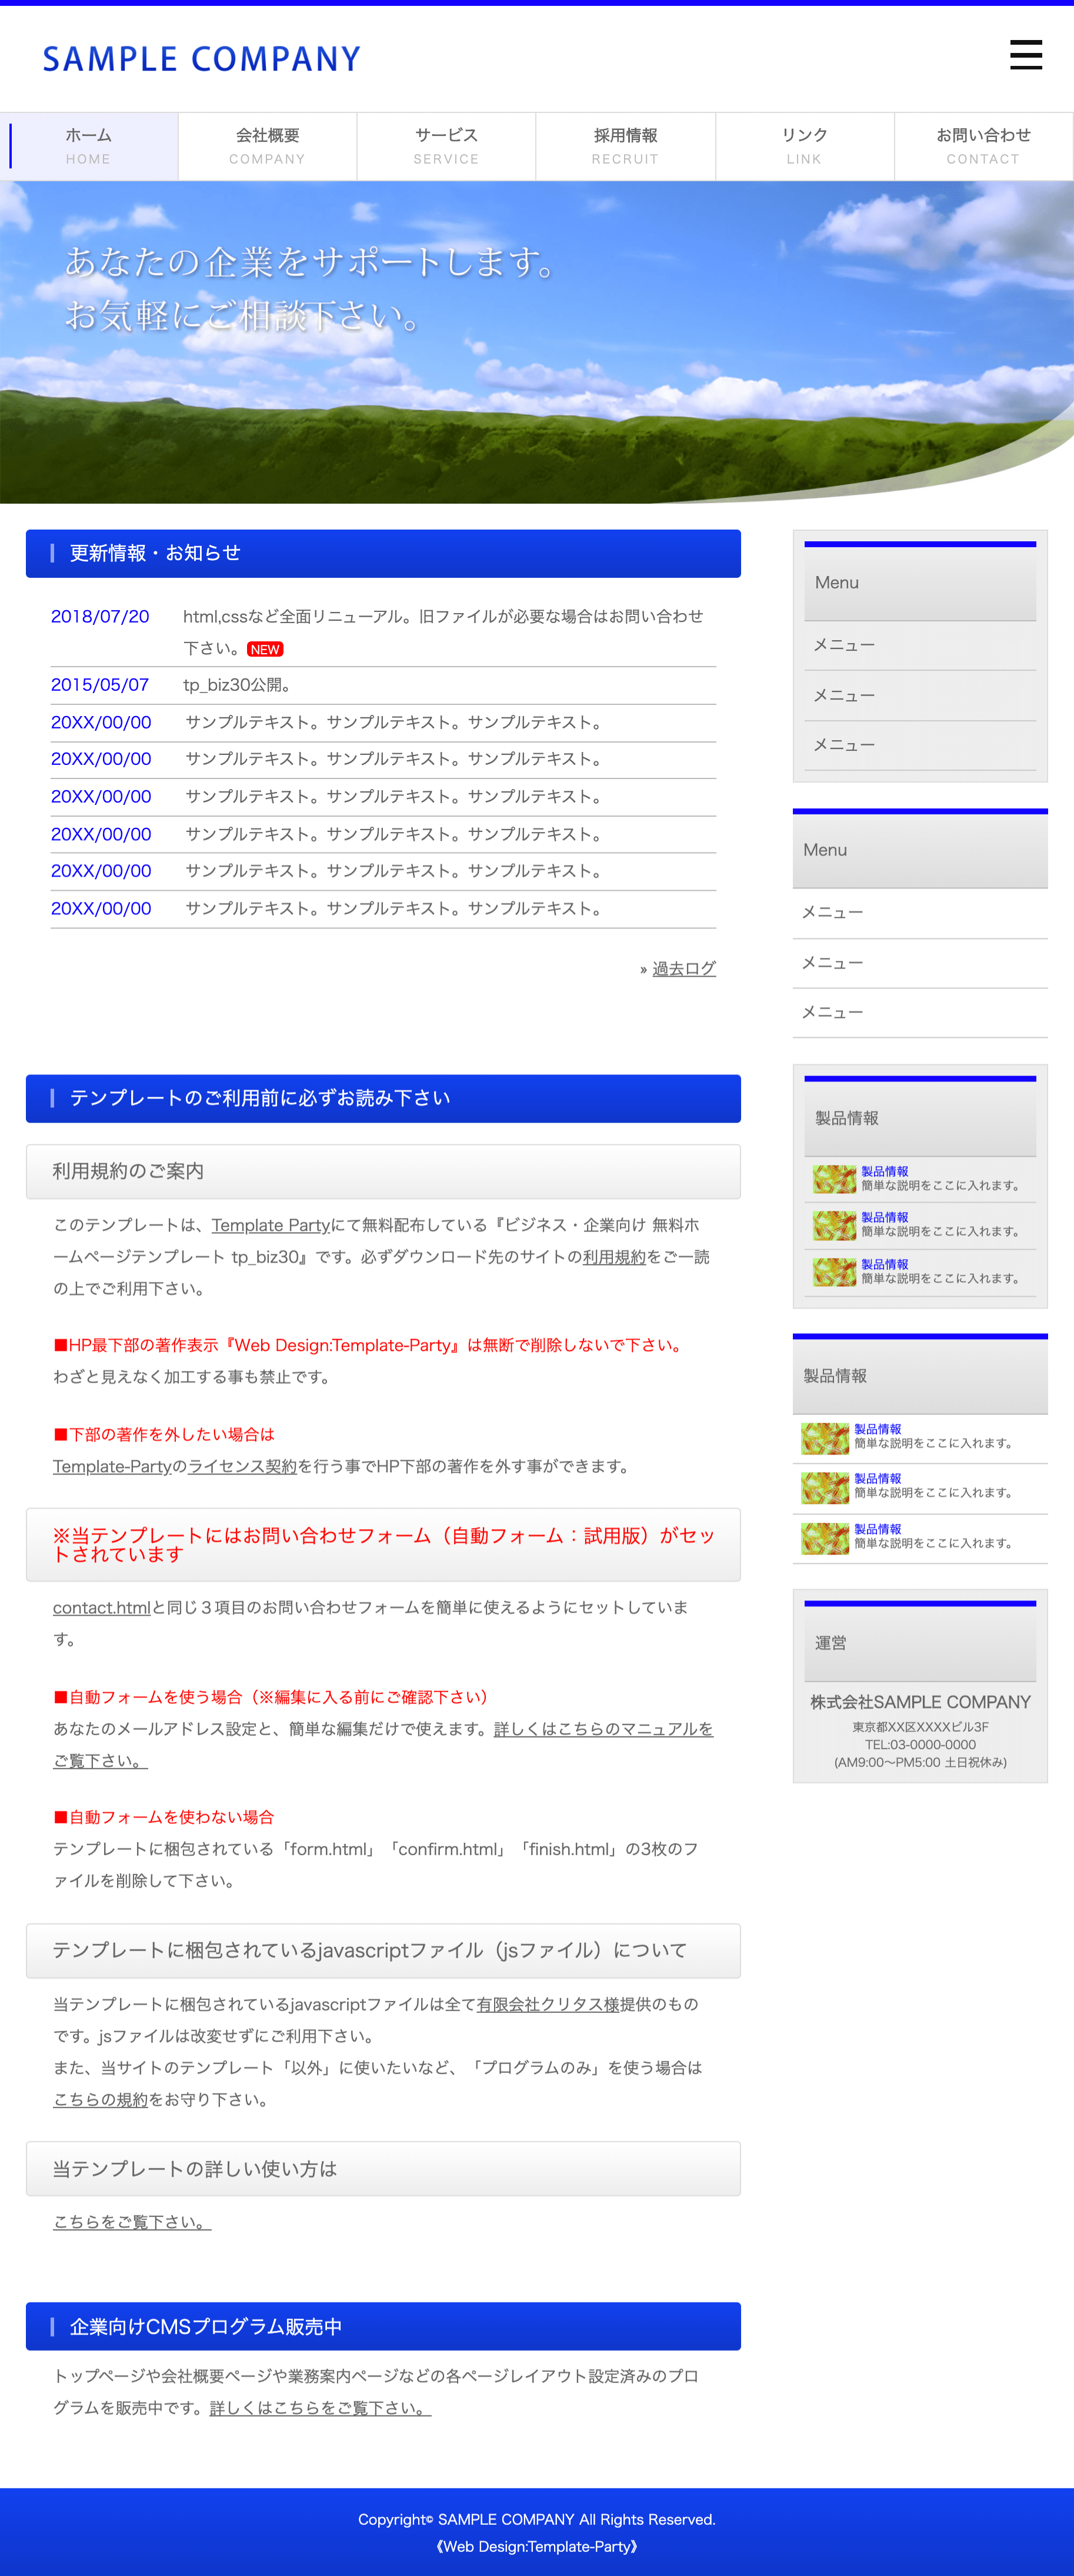 SAMPLE COMPANY
ホーム
HOME
会社概要
COMPANY
サービス
SERVICE
採用情報
RECRUIT
リンク
LINK
お問い合わせ
CONTACT
あなたの企業をサポートします。
お気軽にご相談下さい。
更新情報・お知らせ
2018/07/20 html,cssなど全面リニューアル。旧ファイルが必要な場合はお問い合わせ
下さい。 NEW
2015/05/07 tp_biz30公開。
20XX/00/00 サンプルテキスト。サンプルテキスト。サンプルテキスト。
20XX/00/00 サンプルテキスト。サンプルテキスト。サンプルテキスト。
20XX/00/00 サンプルテキスト。サンプルテキスト。サンプルテキスト。
20XX/00/00 サンプルテキスト。サンプルテキスト。サンプルテキスト。
20XX/00/00 サンプルテキスト。サンプルテキスト。サンプルテキスト。
20XX/00/00 サンプルテキスト。サンプルテキスト。サンプルテキスト。
» 過去ログ
テンプレートのご利用前に必ずお読み下さい
利用規約のご案内
このテンプレートは、Template Partyにて無料配布している『ビジネス・企業向け 無料ホ
ームページテンプレート tp_biz30』です。必ずダウンロード先のサイトの利用規約をご一読
の上でご利用下さい。
■HP最下部の著作表示『Web Design:Template-Party』は無断で削除しないで下さい。
わざと見えなく加工する事も禁止です。
■下部の著作を外したい場合は
Template-Partyのライセンス契約を行う事でHP下部の著作を外す事ができます。
※当テンプレートにはお問い合わせフォーム（自動フォーム：試用版）がセッ
トされています
contact.htmlと同じ３項目のお問い合わせフォームを簡単に使えるようにセットしていま
す。
■自動フォームを使う場合（※編集に入る前にご確認下さい）
あなたのメールアドレス設定と、簡単な編集だけで使えます。詳しくはこちらのマニュアルを
ご覧下さい。
■自動フォームを使わない場合
テンプレートに梱包されている「form.html」「confirm.html」「finish.html」の3枚のフ
ァイルを削除して下さい。
テンプレートに梱包されているjavascriptファイル（jsファイル）について
当テンプレートに梱包されているjavascriptファイルは全て有限会社クリタス様提供のもの
です。jsファイルは改変せずにご利用下さい。
また、当サイトのテンプレート「以外」に使いたいなど、「プログラムのみ」を使う場合は
こちらの規約をお守り下さい。
当テンプレートの詳しい使い方は
こちらをご覧下さい。
企業向けCMSプログラム販売中
トップページや会社概要ページや業務案内ページなどの各ページレイアウト設定済みのプロ
グラムを販売中です。詳しくはこちらをご覧下さい。
Menu
メニュー
メニュー
メニュー
Menu
メニュー
メニュー
メニュー
製品情報
製品情報
簡単な説明をここに入れます。
製品情報
簡単な説明をここに入れます。
製品情報
簡単な説明をここに入れます。
製品情報
製品情報
簡単な説明をここに入れます。
製品情報
簡単な説明をここに入れます。
製品情報
簡単な説明をここに入れます。
運営
株式会社SAMPLE COMPANY
東京都XX区XXXXビル3F
TEL:03-0000-0000
(AM9:00〜PM5:00 土日祝休み)
Copyright© SAMPLE COMPANY All Rights Reserved.
《Web Design:Template-Party》